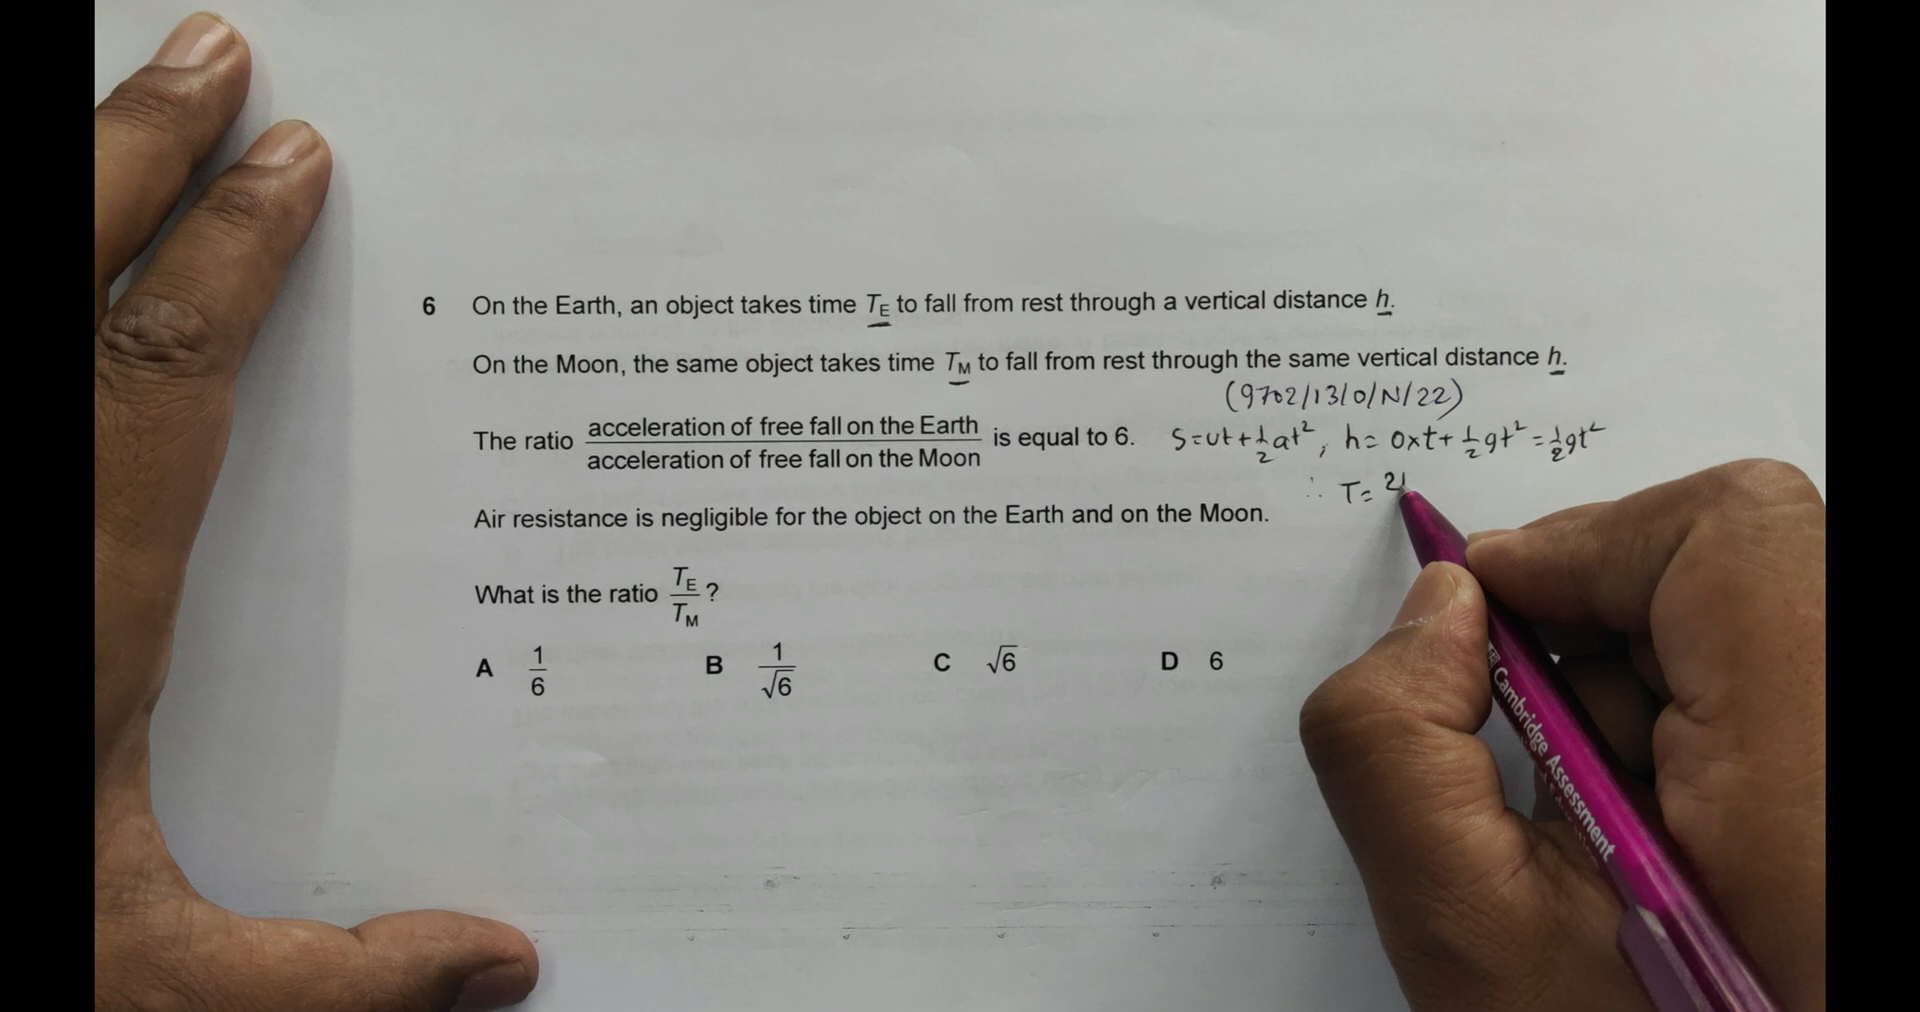 6 On the Earth, an object takes time T_E to fall from rest through a vertical distance h.
On the Moon, the same object takes time T_M to fall from rest through the same vertical distance h.
(9702/13/O/N/22)
The ratio acceleration of free fall on the Earth / acceleration of free fall on the Moon is equal to 6. S=ut+½at², h=0xt+½gt²=½gt²
∴ T= 2
Air resistance is negligible for the object on the Earth and on the Moon.
What is the ratio T_E / T_M ?
A 1/6 B 1/√6 C √6 D 6
Cambridge Assessment